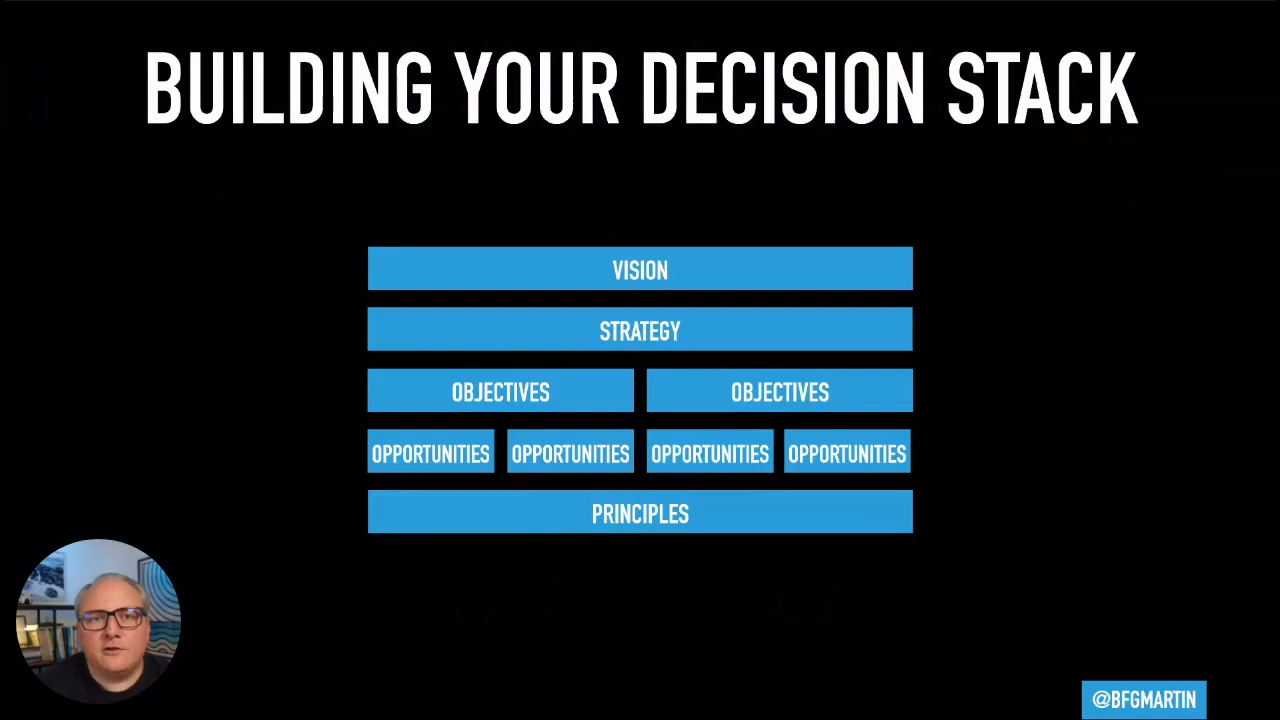 BUILDING YOUR DECISION STACK
VISION
STRATEGY
OBJECTIVES OBJECTIVES
OPPORTUNITIES OPPORTUNITIES OPPORTUNITIES OPPORTUNITIES
PRINCIPLES
@BFGMARTIN